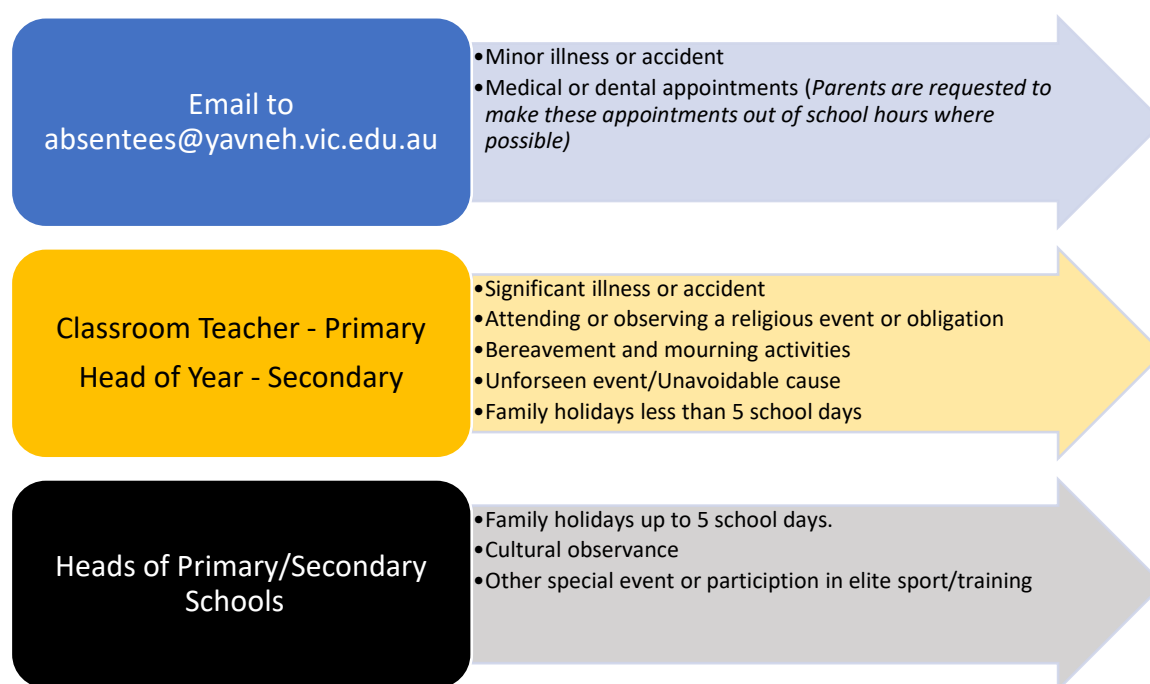 Email to
absentees@yavneh.vic.edu.au
•Minor illness or accident
•Medical or dental appointments (Parents are requested to
make these appointments out of school hours where
possible)
Classroom Teacher - Primary
Head of Year - Secondary
•Significant illness or accident
•Attending or observing a religious event or obligation
•Bereavement and mourning activities
•Unforseen event/Unavoidable cause
•Family holidays less than 5 school days
Heads of Primary/Secondary
Schools
•Family holidays up to 5 school days.
•Cultural observance
•Other special event or participtión in elite sport/training